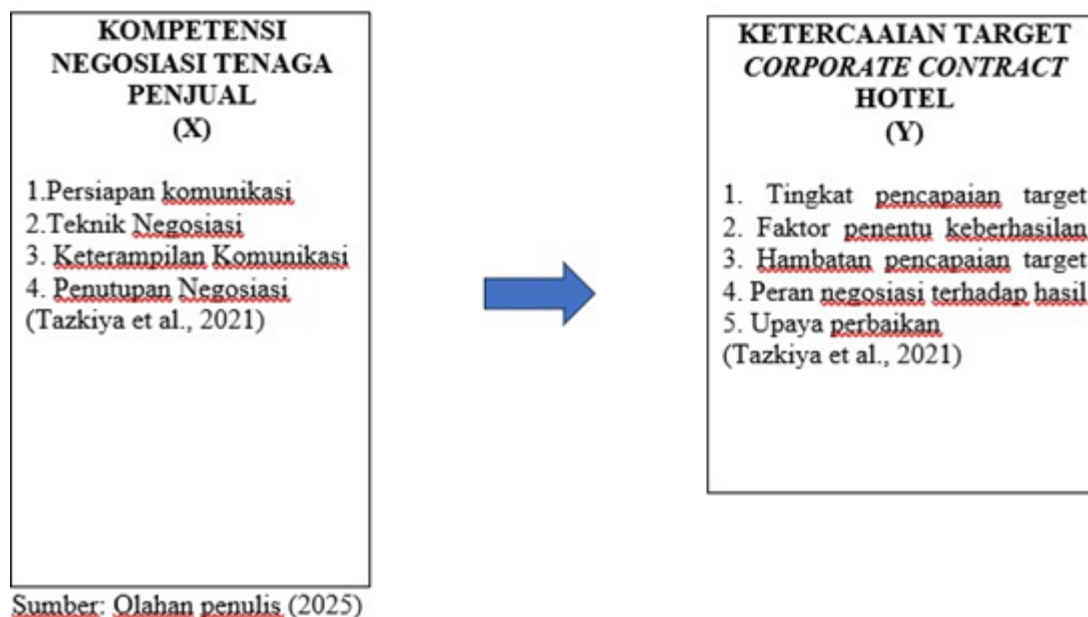 KOMPETENSI
NEGOSIASI TENAGA
PENJUAL
(X)
1.Persiapan komunikasi
2.Teknik Negosiasi
3. Keterampilan Komunikasi
4. Penutupan Negosiasi
(Tazkiya et al., 2021)
KETERCAAIAN TARGET
CORPORATE CONTRACT
HOTEL
(Y)
1. Tingkat pencapaian target
2. Faktor penentu keberhasilan
3. Hambatan pencapaian target
4. Peran negosiasi terhadap hasil
5. Upaya perbaikan
(Tazkiya et al., 2021)
Sumber: Olahan penulis (2025)